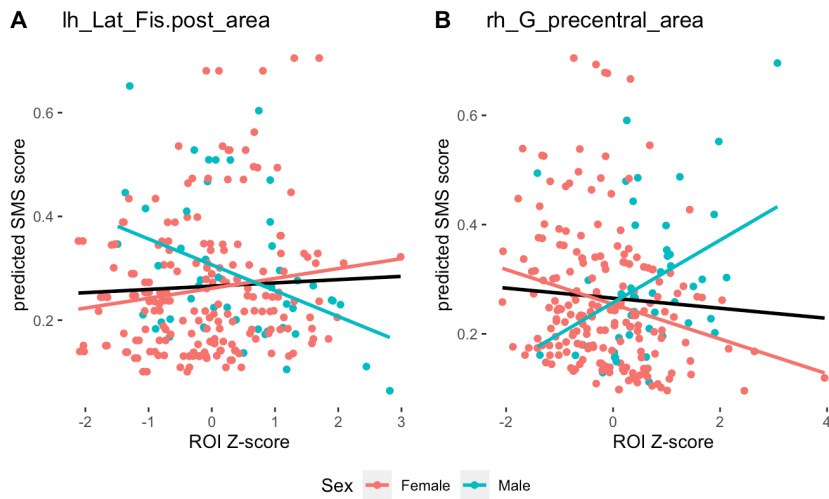 A lh_Lat_Fis.post_area
predicted SMS score
0.6
0.4
0.2
-2 -1 0 1 2 3
ROI Z-score
B rh_G_precentral_area
predicted SMS score
0.6
0.4
0.2
-2 0 2 4
ROI Z-score
Sex Female Male